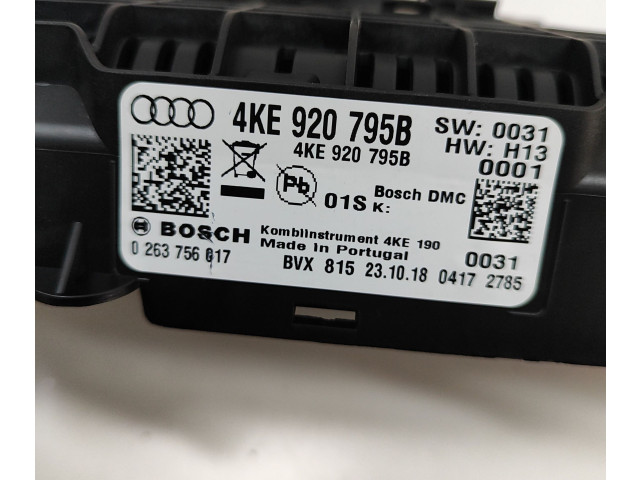 4KE 920 795B SW: 0031
4KE 920 795B HW: H13
0001
Pb 01S K: Bosch DMC
BOSCH Kombiinstrument 4KE 190
Made in Portugal 0031
0 263 756 017 BVX 815 23.10.18 0417 2785